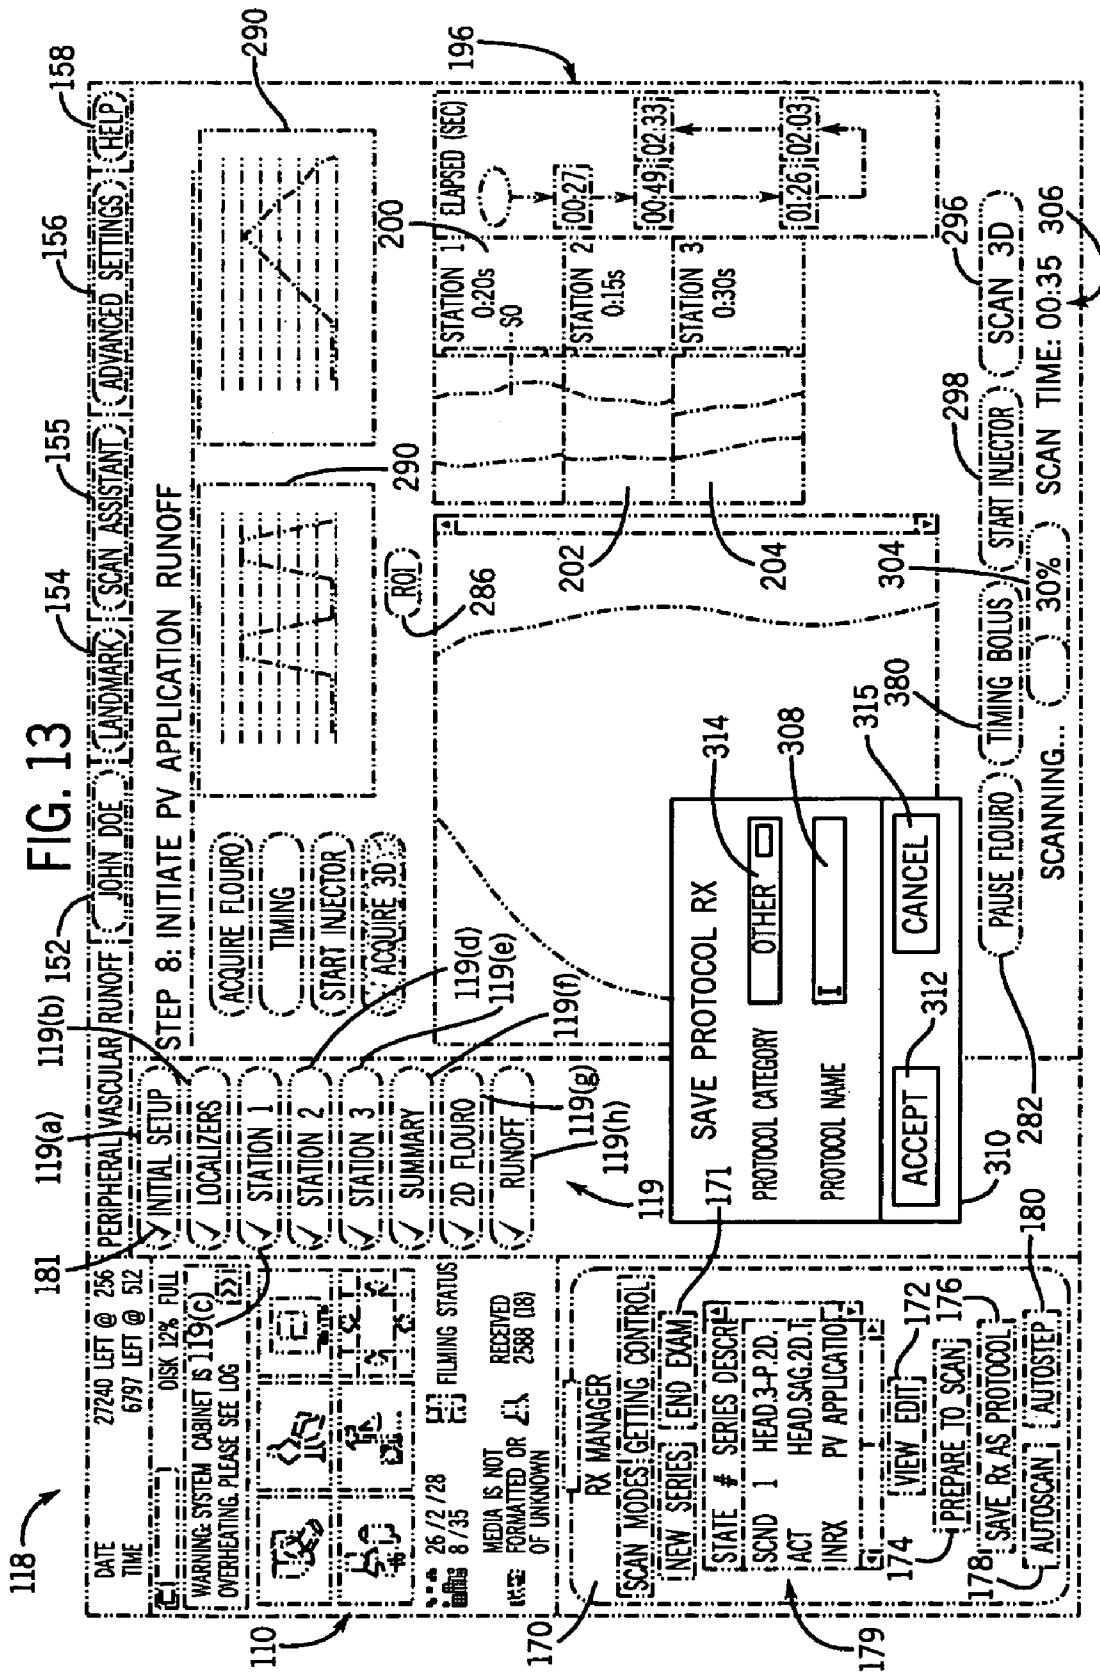 FIG. 13
118
DATE
TIME
27240 LEFT @ 256
6797 LEFT @ 512
DISK 12% FULL
WARNING: SYSTEM CABINET IS
OVERHEATING. PLEASE SEE LOG
119(C)
110
26 / 2 / 28
8 / 35
FILMING STATUS
MEDIA IS NOT
FORMATTED OR
OF UNKNOWN
RECEIVED
2588 (18)
170
RX MANAGER
SCAN MODES GETTING CONTROL
NEW SERIES
END EXAM
171
STATE # SERIES DESCRE
SCND 1 HEAD.3-P.2D.
ACT HEAD.SAG.2D.T
INRX PV APPLICATIO
179
174
VIEW EDIT
172
PREPARE TO SCAN
176
178
SAVE Rx AS PROTOCOL
AUTOSCAN
AUTOSTEP
180
181
119(a)
119(b)
152
154
155
156
158
PERIPHERAL VASCULAR RUNOFF
JOHN DOE
LANDMARK
SCAN ASSISTANT
ADVANCED SETTINGS
HELP
INITIAL SETUP
LOCALIZERS
STATION 1
STATION 2
STATION 3
SUMMARY
2D FLOURO
RUNOFF
119(d)
119(e)
119(f)
119(g)
119(h)
119
STEP 8: INITIATE PV APPLICATION RUNOFF
ACQUIRE FLOURO
TIMING
START INJECTOR
ACQUIRE 3D
290
290
ROI
286
200
STATION 1
0:20s
S0
STATION 2
0:15s
STATION 3
0:30s
ELAPSED (SEC)
00:27
00:49
02:33
01:26
02:03
196
202
204
304
SAVE PROTOCOL RX
PROTOCOL CATEGORY
OTHER
314
PROTOCOL NAME
I
308
ACCEPT
312
CANCEL
315
310
282
PAUSE FLOURO
380
TIMING BOLUS
298
START INJECTOR
296
SCAN 3D
SCANNING...
30%
SCAN TIME: 00:35
306